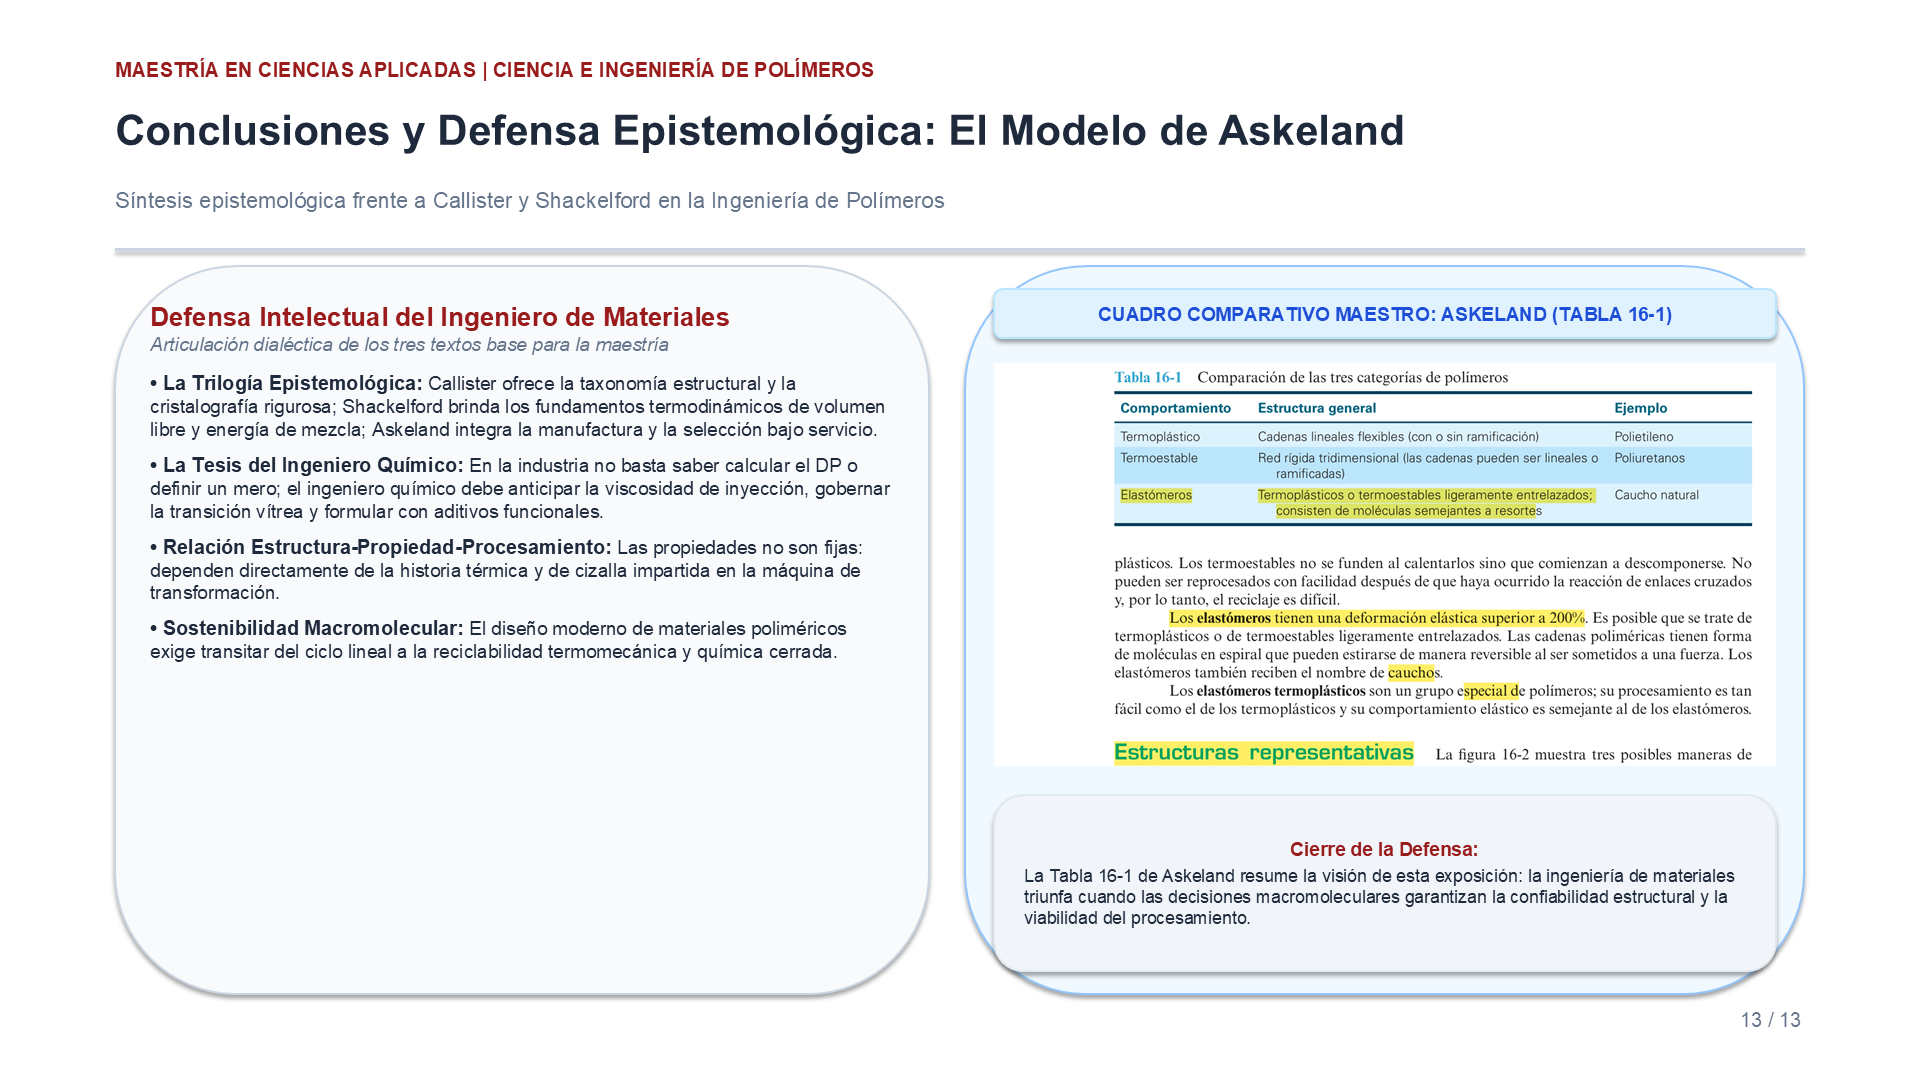 MAESTRÍA EN CIENCIAS APLICADAS | CIENCIA E INGENIERÍA DE POLÍMEROS
Conclusiones y Defensa Epistemológica: El Modelo de Askeland
Síntesis epistemológica frente a Callister y Shackelford en la Ingeniería de Polímeros
Defensa Intelectual del Ingeniero de Materiales
Articulación dialéctica de los tres textos base para la maestría
• La Trilogía Epistemológica: Callister ofrece la taxonomía estructural y la
cristalografía rigurosa; Shackelford brinda los fundamentos termodinámicos de volumen
libre y energía de mezcla; Askeland integra la manufactura y la selección bajo servicio.
• La Tesis del Ingeniero Químico: En la industria no basta saber calcular el DP o
definir un mero; el ingeniero químico debe anticipar la viscosidad de inyección, gobernar
la transición vítrea y formular con aditivos funcionales.
• Relación Estructura-Propiedad-Procesamiento: Las propiedades no son fijas:
dependen directamente de la historia térmica y de cizalla impartida en la máquina de
transformación.
• Sostenibilidad Macromolecular: El diseño moderno de materiales poliméricos
exige transitar del ciclo lineal a la reciclabilidad termomecánica y química cerrada.
CUADRO COMPARATIVO MAESTRO: ASKELAND (TABLA 16-1)
Tabla 16-1 Comparación de las tres categorías de polímeros
Comportamiento Estructura general Ejemplo
Termoplástico Cadenas lineales flexibles (con o sin ramificación) Polietileno
Termoestable Red rígida tridimensional (las cadenas pueden ser lineales o Poliuretanos
ramificadas)
Elastómeros Termoplásticos o termoestables ligeramente entrelazados; Caucho natural
consisten de moléculas semejantes a resortes
plásticos. Los termoestables no se funden al calentarlos sino que comienzan a descomponerse. No
pueden ser reprocesados con facilidad después de que haya ocurrido la reacción de enlaces cruzados
y, por lo tanto, el reciclaje es difícil.
Los elastómeros tienen una deformación elástica superior a 200%. Es posible que se trate de
termoplásticos o de termoestables ligeramente entrelazados. Las cadenas poliméricas tienen forma
de moléculas en espiral que pueden estirarse de manera reversible al ser sometidos a una fuerza. Los
elastómeros también reciben el nombre de cauchos.
Los elastómeros termoplásticos son un grupo especial de polímeros; su procesamiento es tan
fácil como el de los termoplásticos y su comportamiento elástico es semejante al de los elastómeros.
Estructuras representativas La figura 16-2 muestra tres posibles maneras de
Cierre de la Defensa:
La Tabla 16-1 de Askeland resume la visión de esta exposición: la ingeniería de materiales
triunfa cuando las decisiones macromoleculares garantizan la confiabilidad estructural y la
viabilidad del procesamiento.
13 / 13